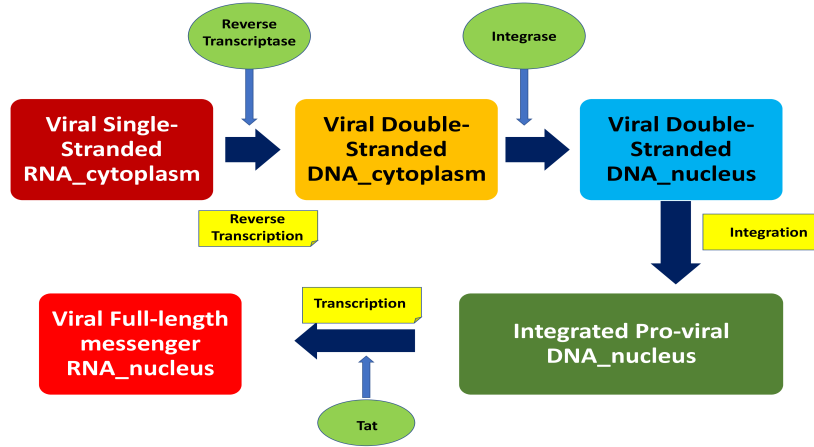 Reverse
Transcriptase
Integrase
Viral Single-
Stranded
RNA_cytoplasm
Viral Double-
Stranded
DNA_cytoplasm
Viral Double-
Stranded
DNA_nucleus
Reverse
Transcription
Integration
Viral Full-length
messenger
RNA_nucleus
Transcription
Integrated Pro-viral
DNA_nucleus
Tat